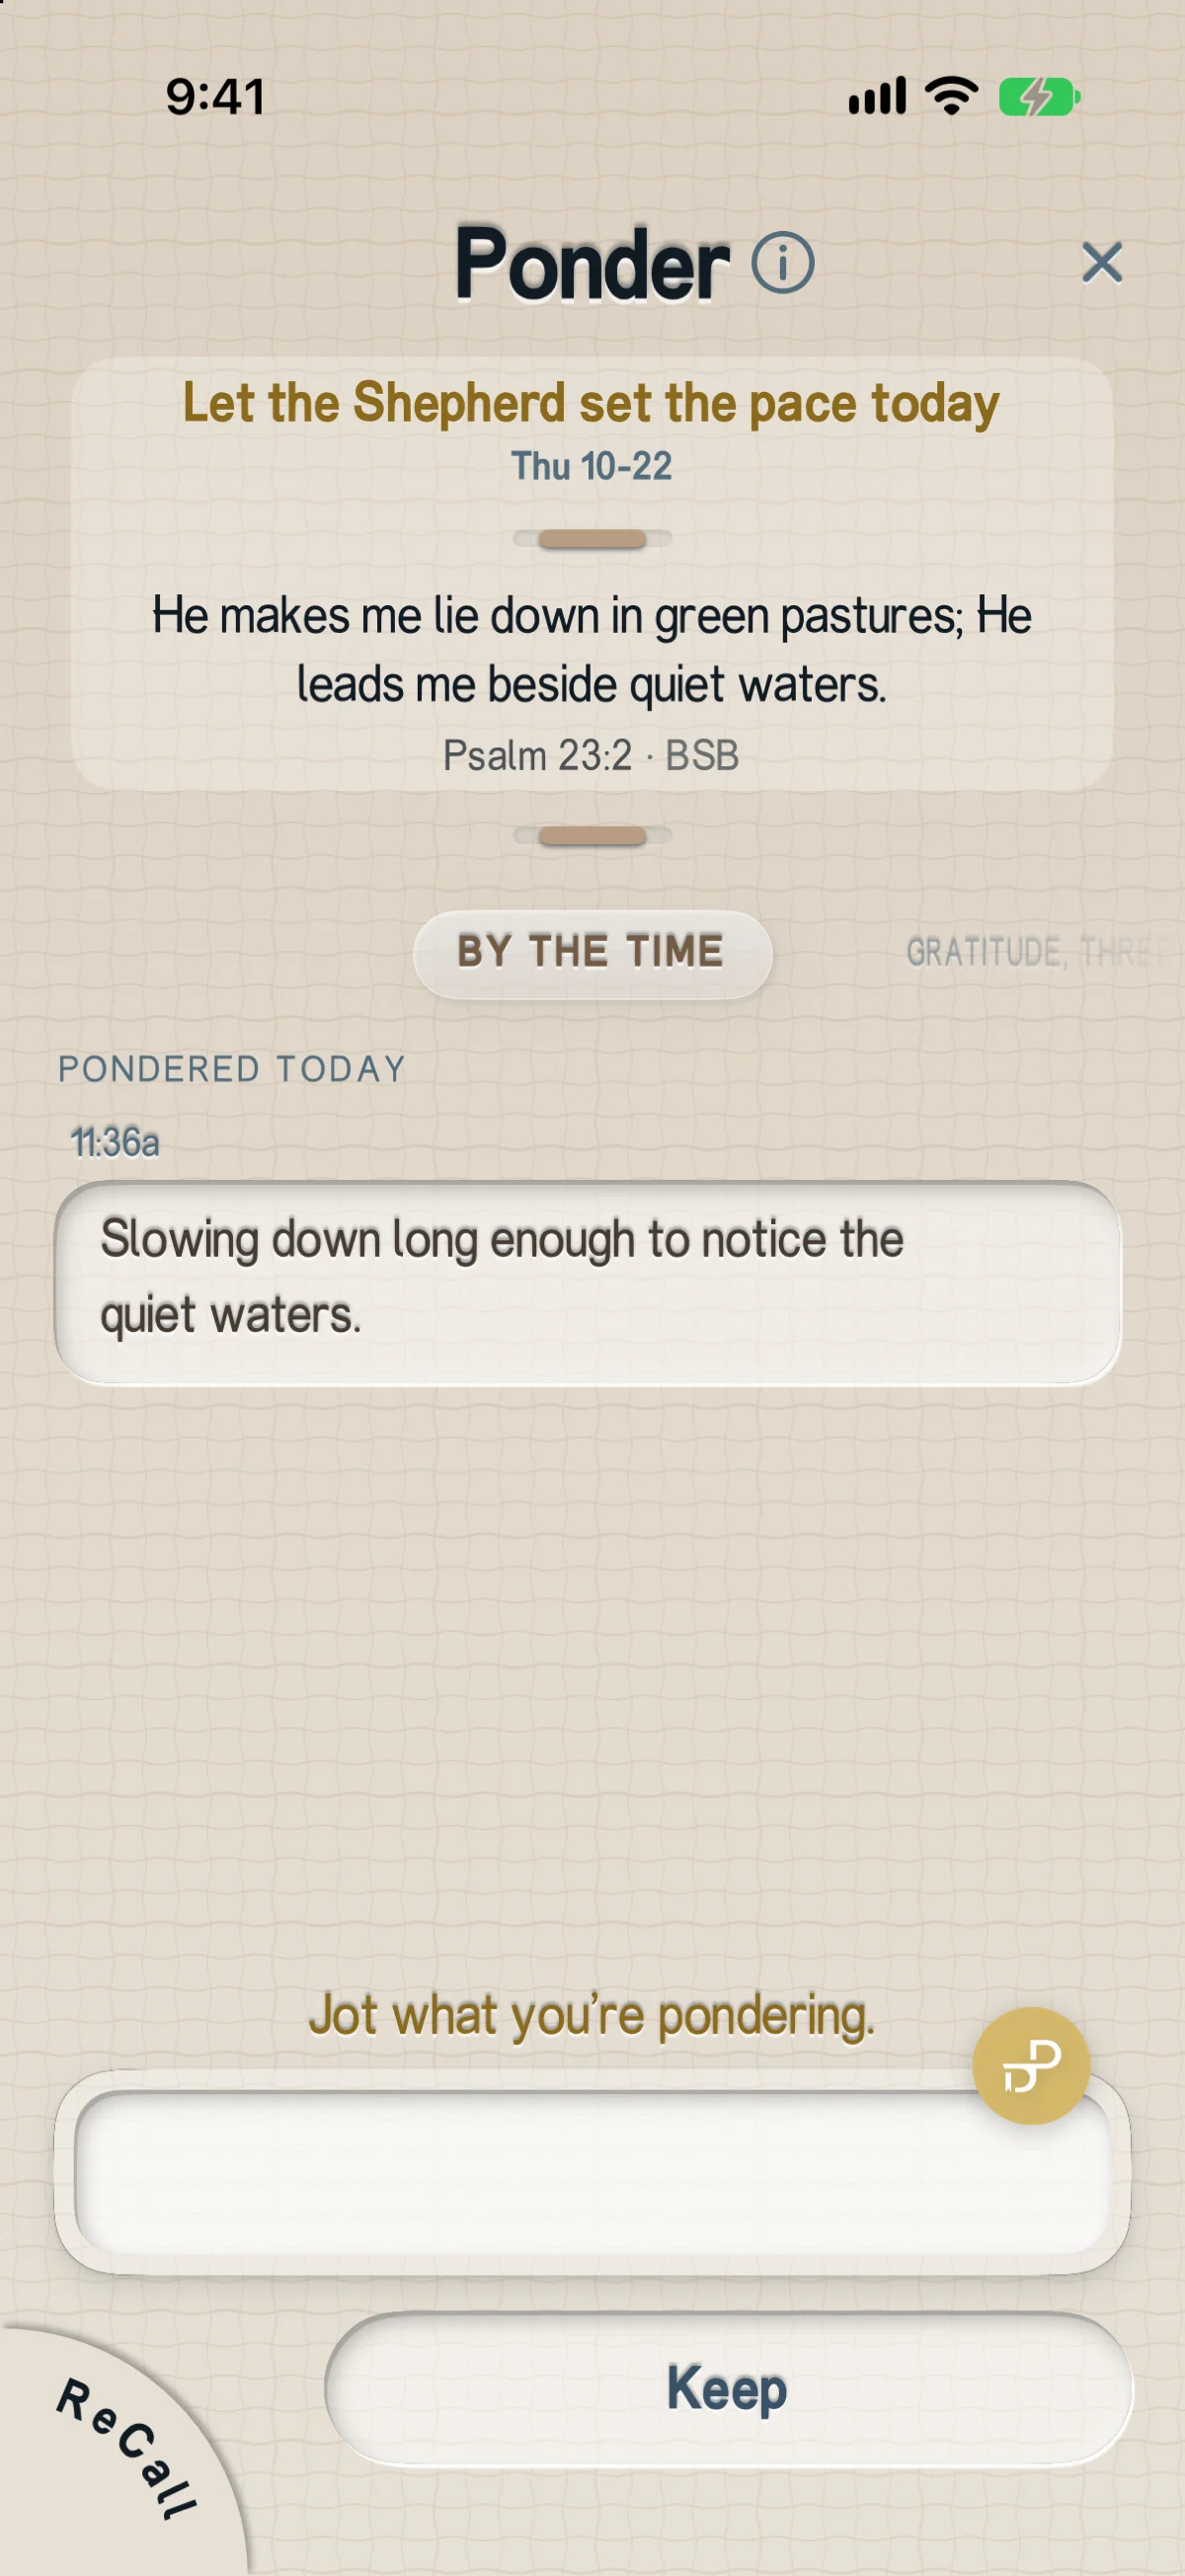 9:41
Ponder
Let the Shepherd set the pace today
Thu 10-22
He makes me lie down in green pastures; He
leads me beside quiet waters.
Psalm 23:2 · BSB
BY THE TIME
GRATITUDE, THREE
PONDERED TODAY
11:36a
Slowing down long enough to notice the
quiet waters.
Jot what you’re pondering.
Keep
ReCall